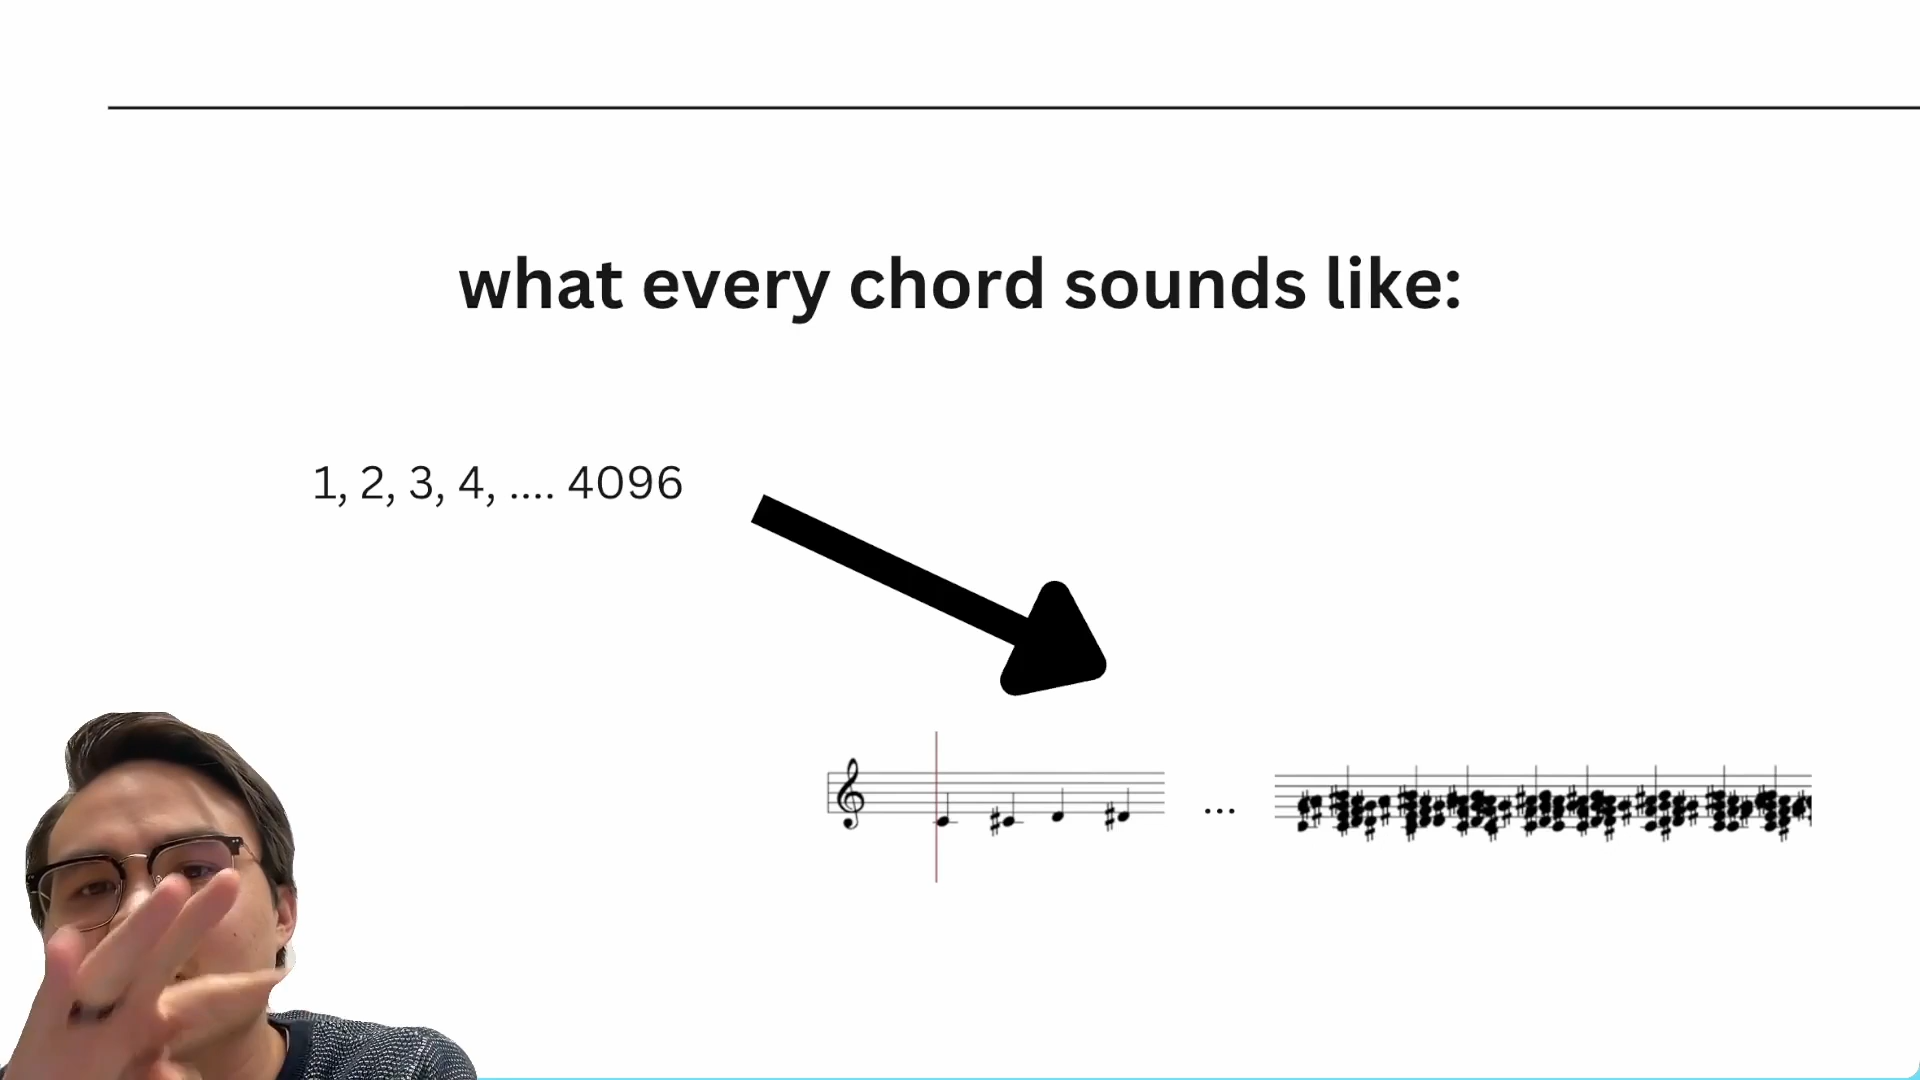 what every chord sounds like:
1, 2, 3, 4, .... 4096
...